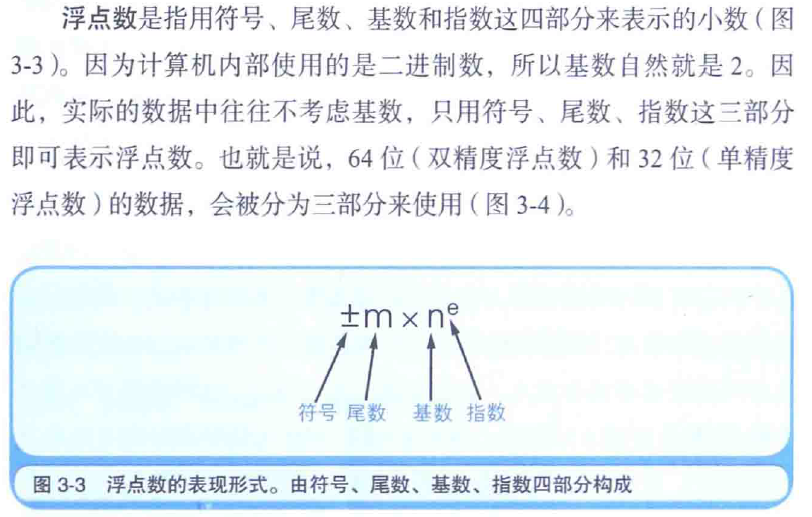 浮点数是指用符号、尾数、基数和指数这四部分来表示的小数（图
3-3）。因为计算机内部使用的是二进制数，所以基数自然就是 2。因
此，实际的数据中往往不考虑基数，只用符号、尾数、指数这三部分
即可表示浮点数。也就是说，64 位（双精度浮点数）和 32 位（单精度
浮点数）的数据，会被分为三部分来使用（图 3-4）。
±m × nᵉ
符号 尾数 基数 指数
图 3-3 浮点数的表现形式。由符号、尾数、基数、指数四部分构成